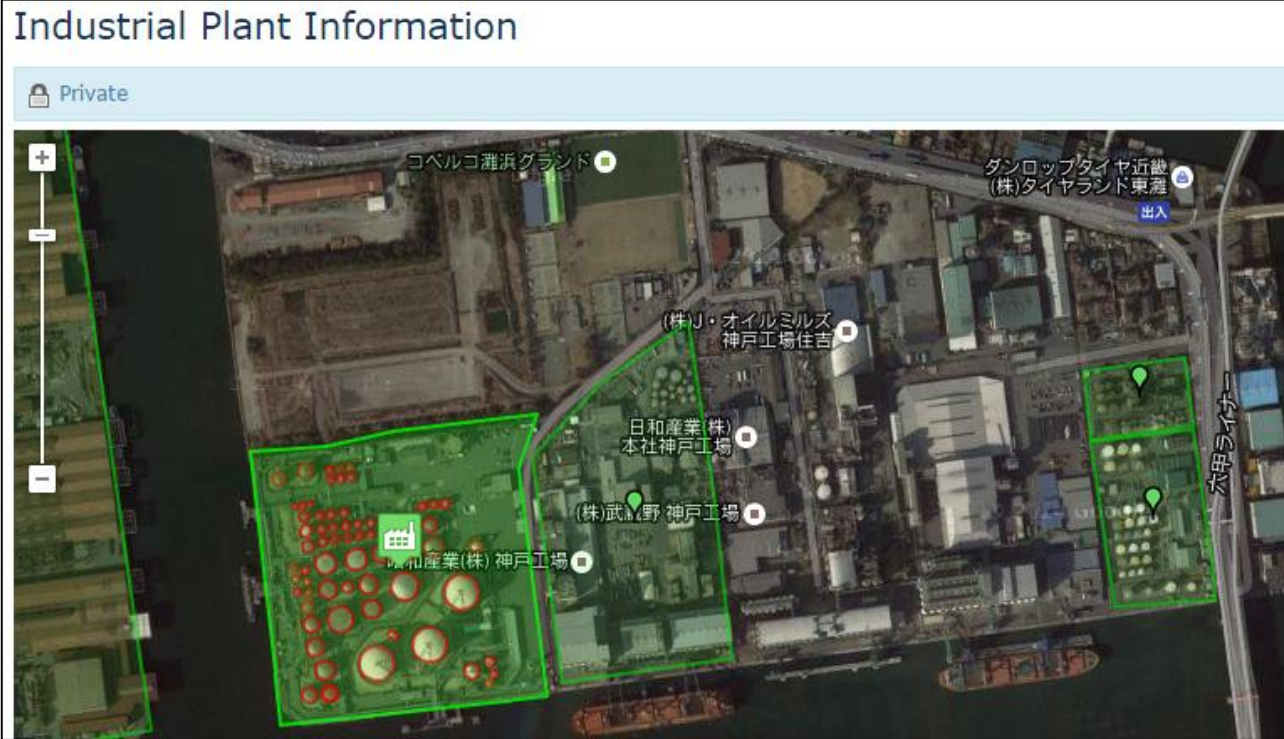 Industrial Plant Information
Private
コベルコ灘浜グランド
ダンロップタイヤ近畿
(株)タイヤランド東灘
出入
(株)J・オイルミルズ
神戸工場住吉
日和産業(株)
本社神戸工場
六甲ライナー
(株)武蔵野 神戸工場
和産業(株) 神戸工場